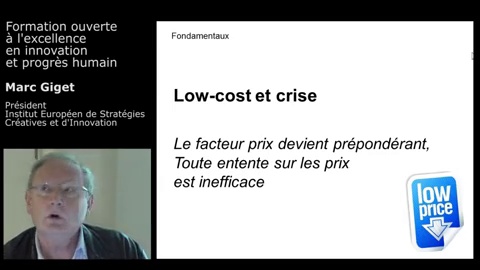 Formation ouverte
à l'excellence
en innovation
et progrès humain
Marc Giget
Président
Institut Européen de Stratégies
Créatives et d'Innovation
Fondamentaux
Low-cost et crise
Le facteur prix devient prépondérant,
Toute entente sur les prix
est inefficace
low
price